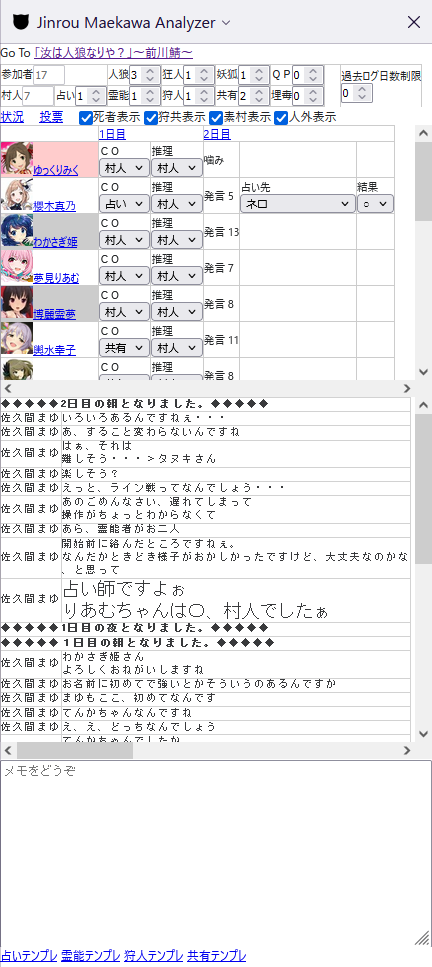 Jinrou Maekawa Analyzer
Go To 「汝は人狼なりや？」～前川鯖～
参加者 17 人狼 3 狂人 1 妖狐 1 ＱＰ 0 過去ログ日数制限
村人 7 占い 1 霊能 1 狩人 1 共有 2 埋毒 0 0
状況 投票 死者表示 狩共表示 素村表示 人外表示
1日目 2日目
ゆっくりみく ＣＯ 村人 推理 村人 噛み
櫻木真乃 ＣＯ 占い 推理 村人 発言 5 占い先 ネロ 結果 ○
わかさぎ姫 ＣＯ 村人 推理 村人 発言 13
夢見りあむ ＣＯ 村人 推理 村人 発言 7
博麗霊夢 ＣＯ 村人 推理 村人 発言 8
輿水幸子 ＣＯ 共有 推理 村人 発言 11
ＣＯ 推理 発言 8
◆◆◆◆◆2日目の朝となりました。◆◆◆◆◆
佐久間まゆ いろいろあるんですねぇ・・・
佐久間まゆ あ、すること変わらないんですね
佐久間まゆ はぁ、それは
難しそう・・・＞タヌキさん
佐久間まゆ 楽しそう？
佐久間まゆ えっと、ライン戦ってなんでしょう・・・
佐久間まゆ あのごめんなさい、遅れてしまって
操作がちょっとわからなくて
佐久間まゆ あら、霊能者がお二人
佐久間まゆ 開始前に絡んだところですねぇ。
なんだかときどき様子がおかしかったですけど、大丈夫なのかな
、と思って
佐久間まゆ 占い師ですよぉ
りあむちゃんは〇、村人でしたぁ
◆◆◆◆◆1日目の夜となりました。◆◆◆◆◆
◆◆◆◆◆１日目の朝となりました。◆◆◆◆◆
佐久間まゆ わかさぎ姫さん
よろしくおねがいしますね
佐久間まゆ お名前に初めてで強いとかそういうのあるんですか
佐久間まゆ まゆもここ、初めてなんです
佐久間まゆ てんかちゃんなんですね
佐久間まゆ え、え、どっちなんでしょう
てんかちゃんでしたか
メモをどうぞ
占いテンプレ 霊能テンプレ 狩人テンプレ 共有テンプレ